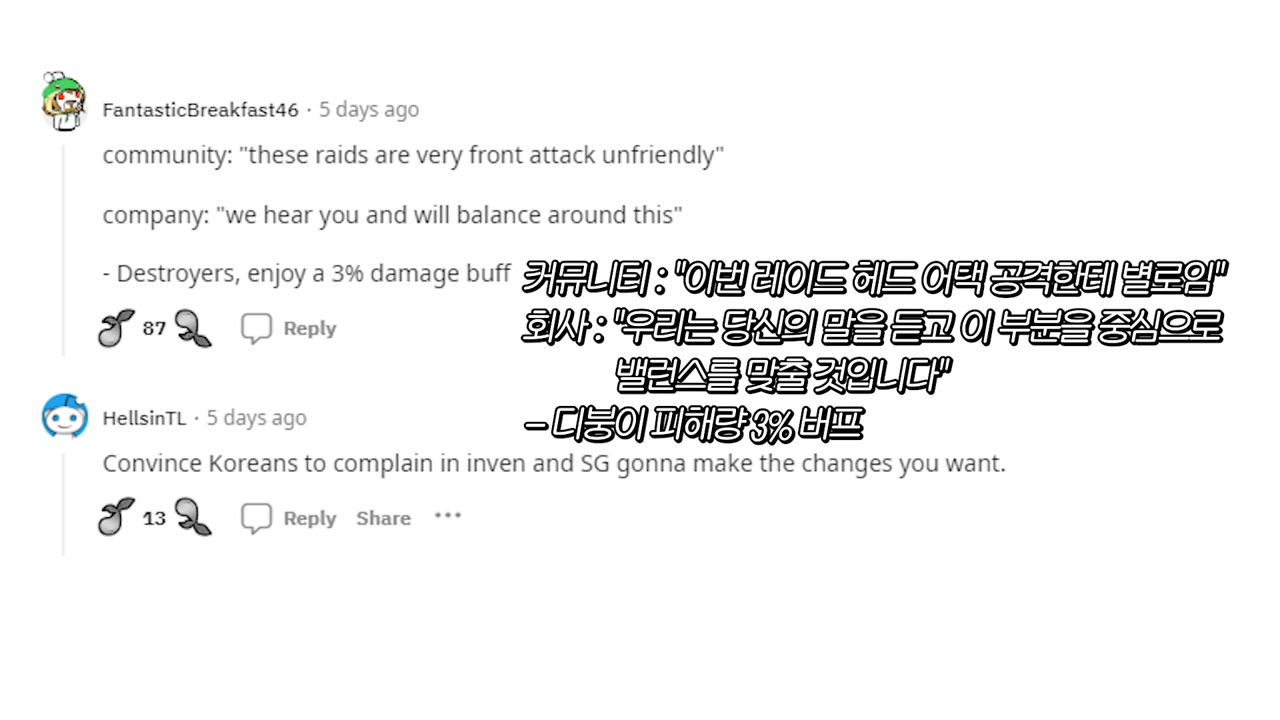 FantasticBreakfast46 · 5 days ago
community: "these raids are very front attack unfriendly"
company: "we hear you and will balance around this"
- Destroyers, enjoy a 3% damage buff
커뮤니티 : "이번 레이드 헤드 어택 공격한테 별로임"
회사 : "우리는 당신의 말을 듣고 이 부분을 중심으로
밸런스를 맞출 것입니다"
– 디붕이 피해량 3% 버프
87 Reply
HellsinTL · 5 days ago
Convince Koreans to complain in inven and SG gonna make the changes you want.
13 Reply Share ···